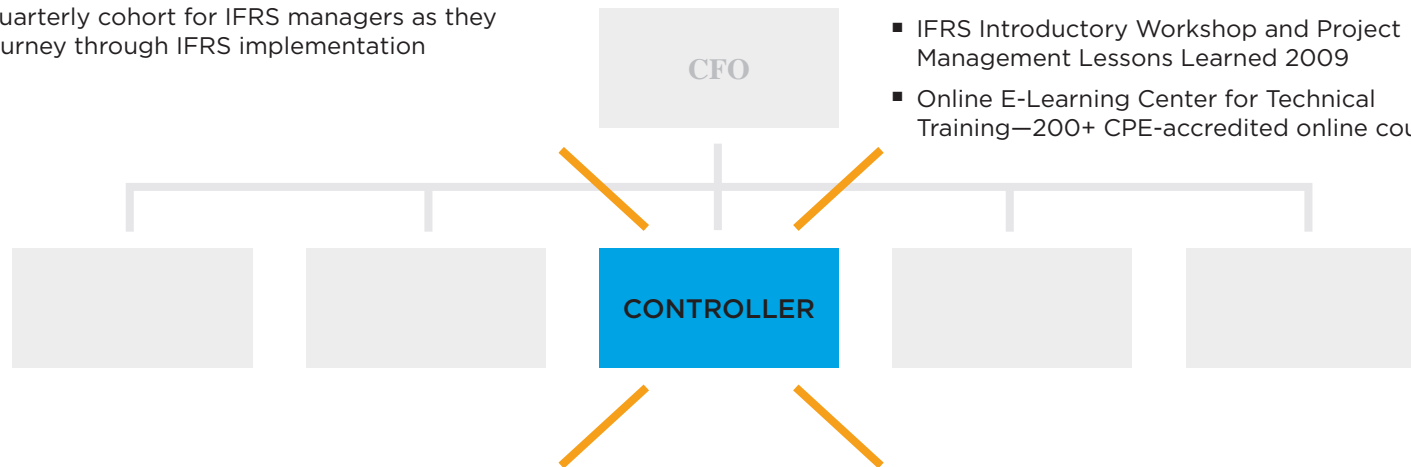 uarterly cohort for IFRS managers as they
urney through IFRS implementation
CFO
■ IFRS Introductory Workshop and Project
Management Lessons Learned 2009
■ Online E-Learning Center for Technical
Training—200+ CPE-accredited online cou
CONTROLLER